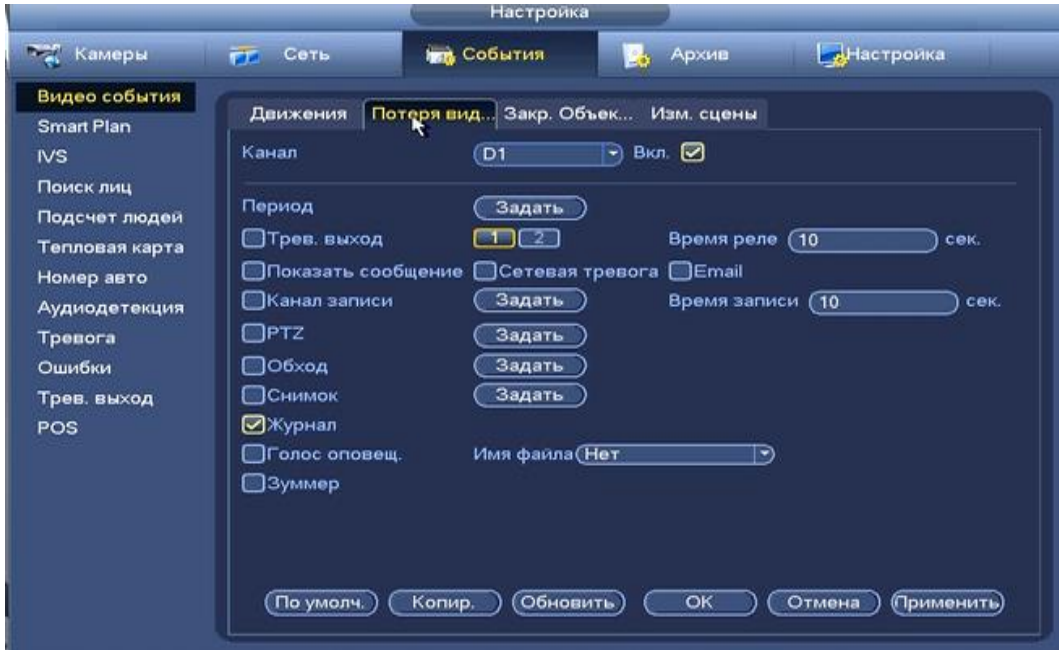 Настройка
Камеры Сеть События Архив Настройка
Видео события
Smart Plan
IVS
Поиск лиц
Подсчет людей
Тепловая карта
Номер авто
Аудиодетекция
Тревога
Ошибки
Трев. выход
POS
Движения Потеря вид... Закр. Объек... Изм. сцены
Канал D1 Вкл.
Период Задать
Трев. выход 1 2 Время реле 10 сек.
Показать сообщение Сетевая тревога Email
Канал записи Задать Время записи 10 сек.
PTZ Задать
Обход Задать
Снимок Задать
Журнал
Голос оповещ. Имя файла Нет
Зуммер
По умолч. Копир. Обновить OK Отмена Применить